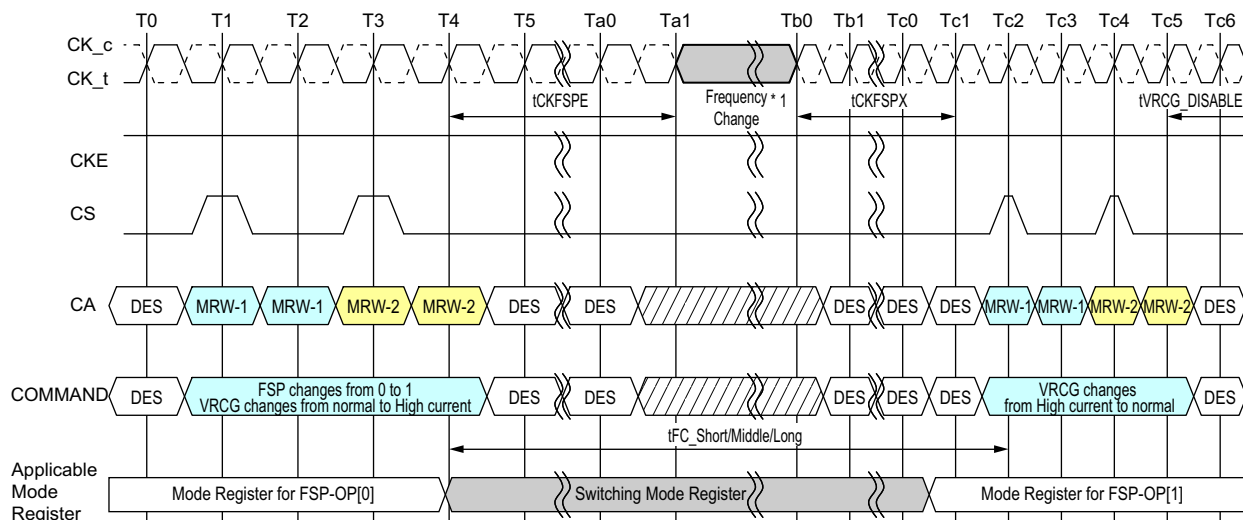 T0 T1 T2 T3 T4 T5 Ta0 Ta1 Tb0 Tb1 Tc0 Tc1 Tc2 Tc3 Tc4 Tc5 Tc6
CK_c
CK_t
tCKFSPE
Frequency * 1
Change
tCKFSPX
tVRCG_DISABLE
CKE
CS
CA DES MRW-1 MRW-1 MRW-2 MRW-2 DES DES DES DES DES MRW-1 MRW-1 MRW-2 MRW-2 DES
COMMAND DES FSP changes from 0 to 1
VRCG changes from normal to High current
DES DES DES DES DES VRCG changes
from High current to normal
DES
tFC_Short/Middle/Long
Applicable
Mode
Register
Mode Register for FSP-OP[0] Switching Mode Register Mode Register for FSP-OP[1]